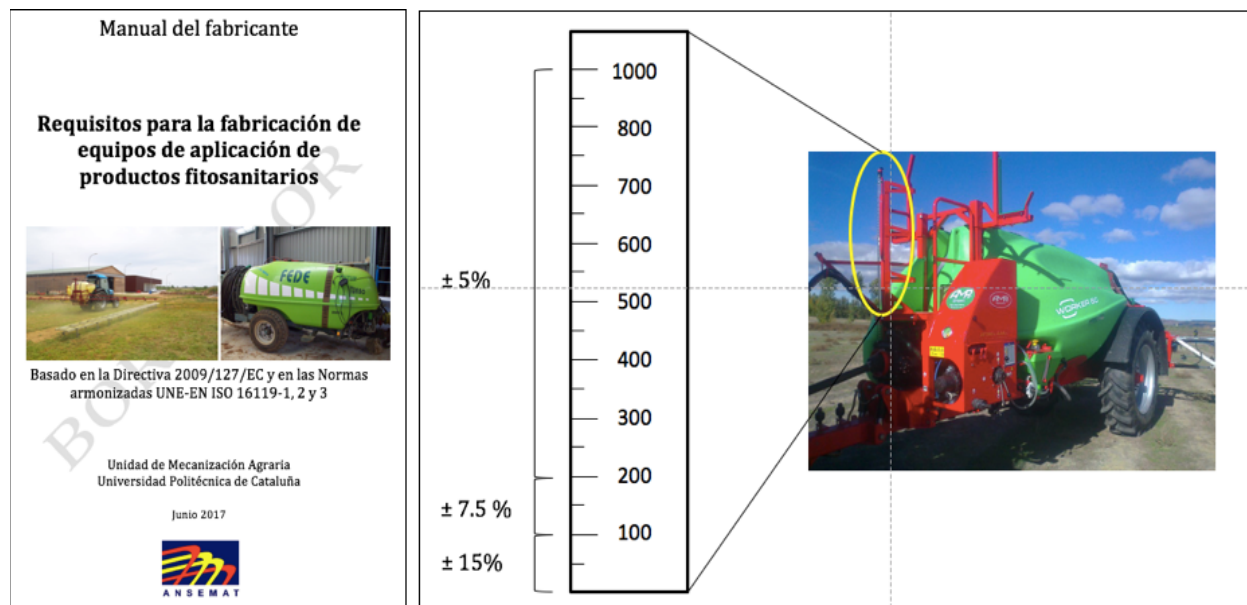 Manual del fabricante
Requisitos para la fabricación de
equipos de aplicación de
productos fitosanitarios
BORRADOR
FEDE
Basado en la Directiva 2009/127/EC y en las Normas
armonizadas UNE-EN ISO 16119-1, 2 y 3
Unidad de Mecanización Agraria
Universidad Politécnica de Cataluña
Junio 2017
ANSEMAT
1000
800
700
600
± 5%
500
400
300
200
± 7.5 %
100
± 15%
WORKER